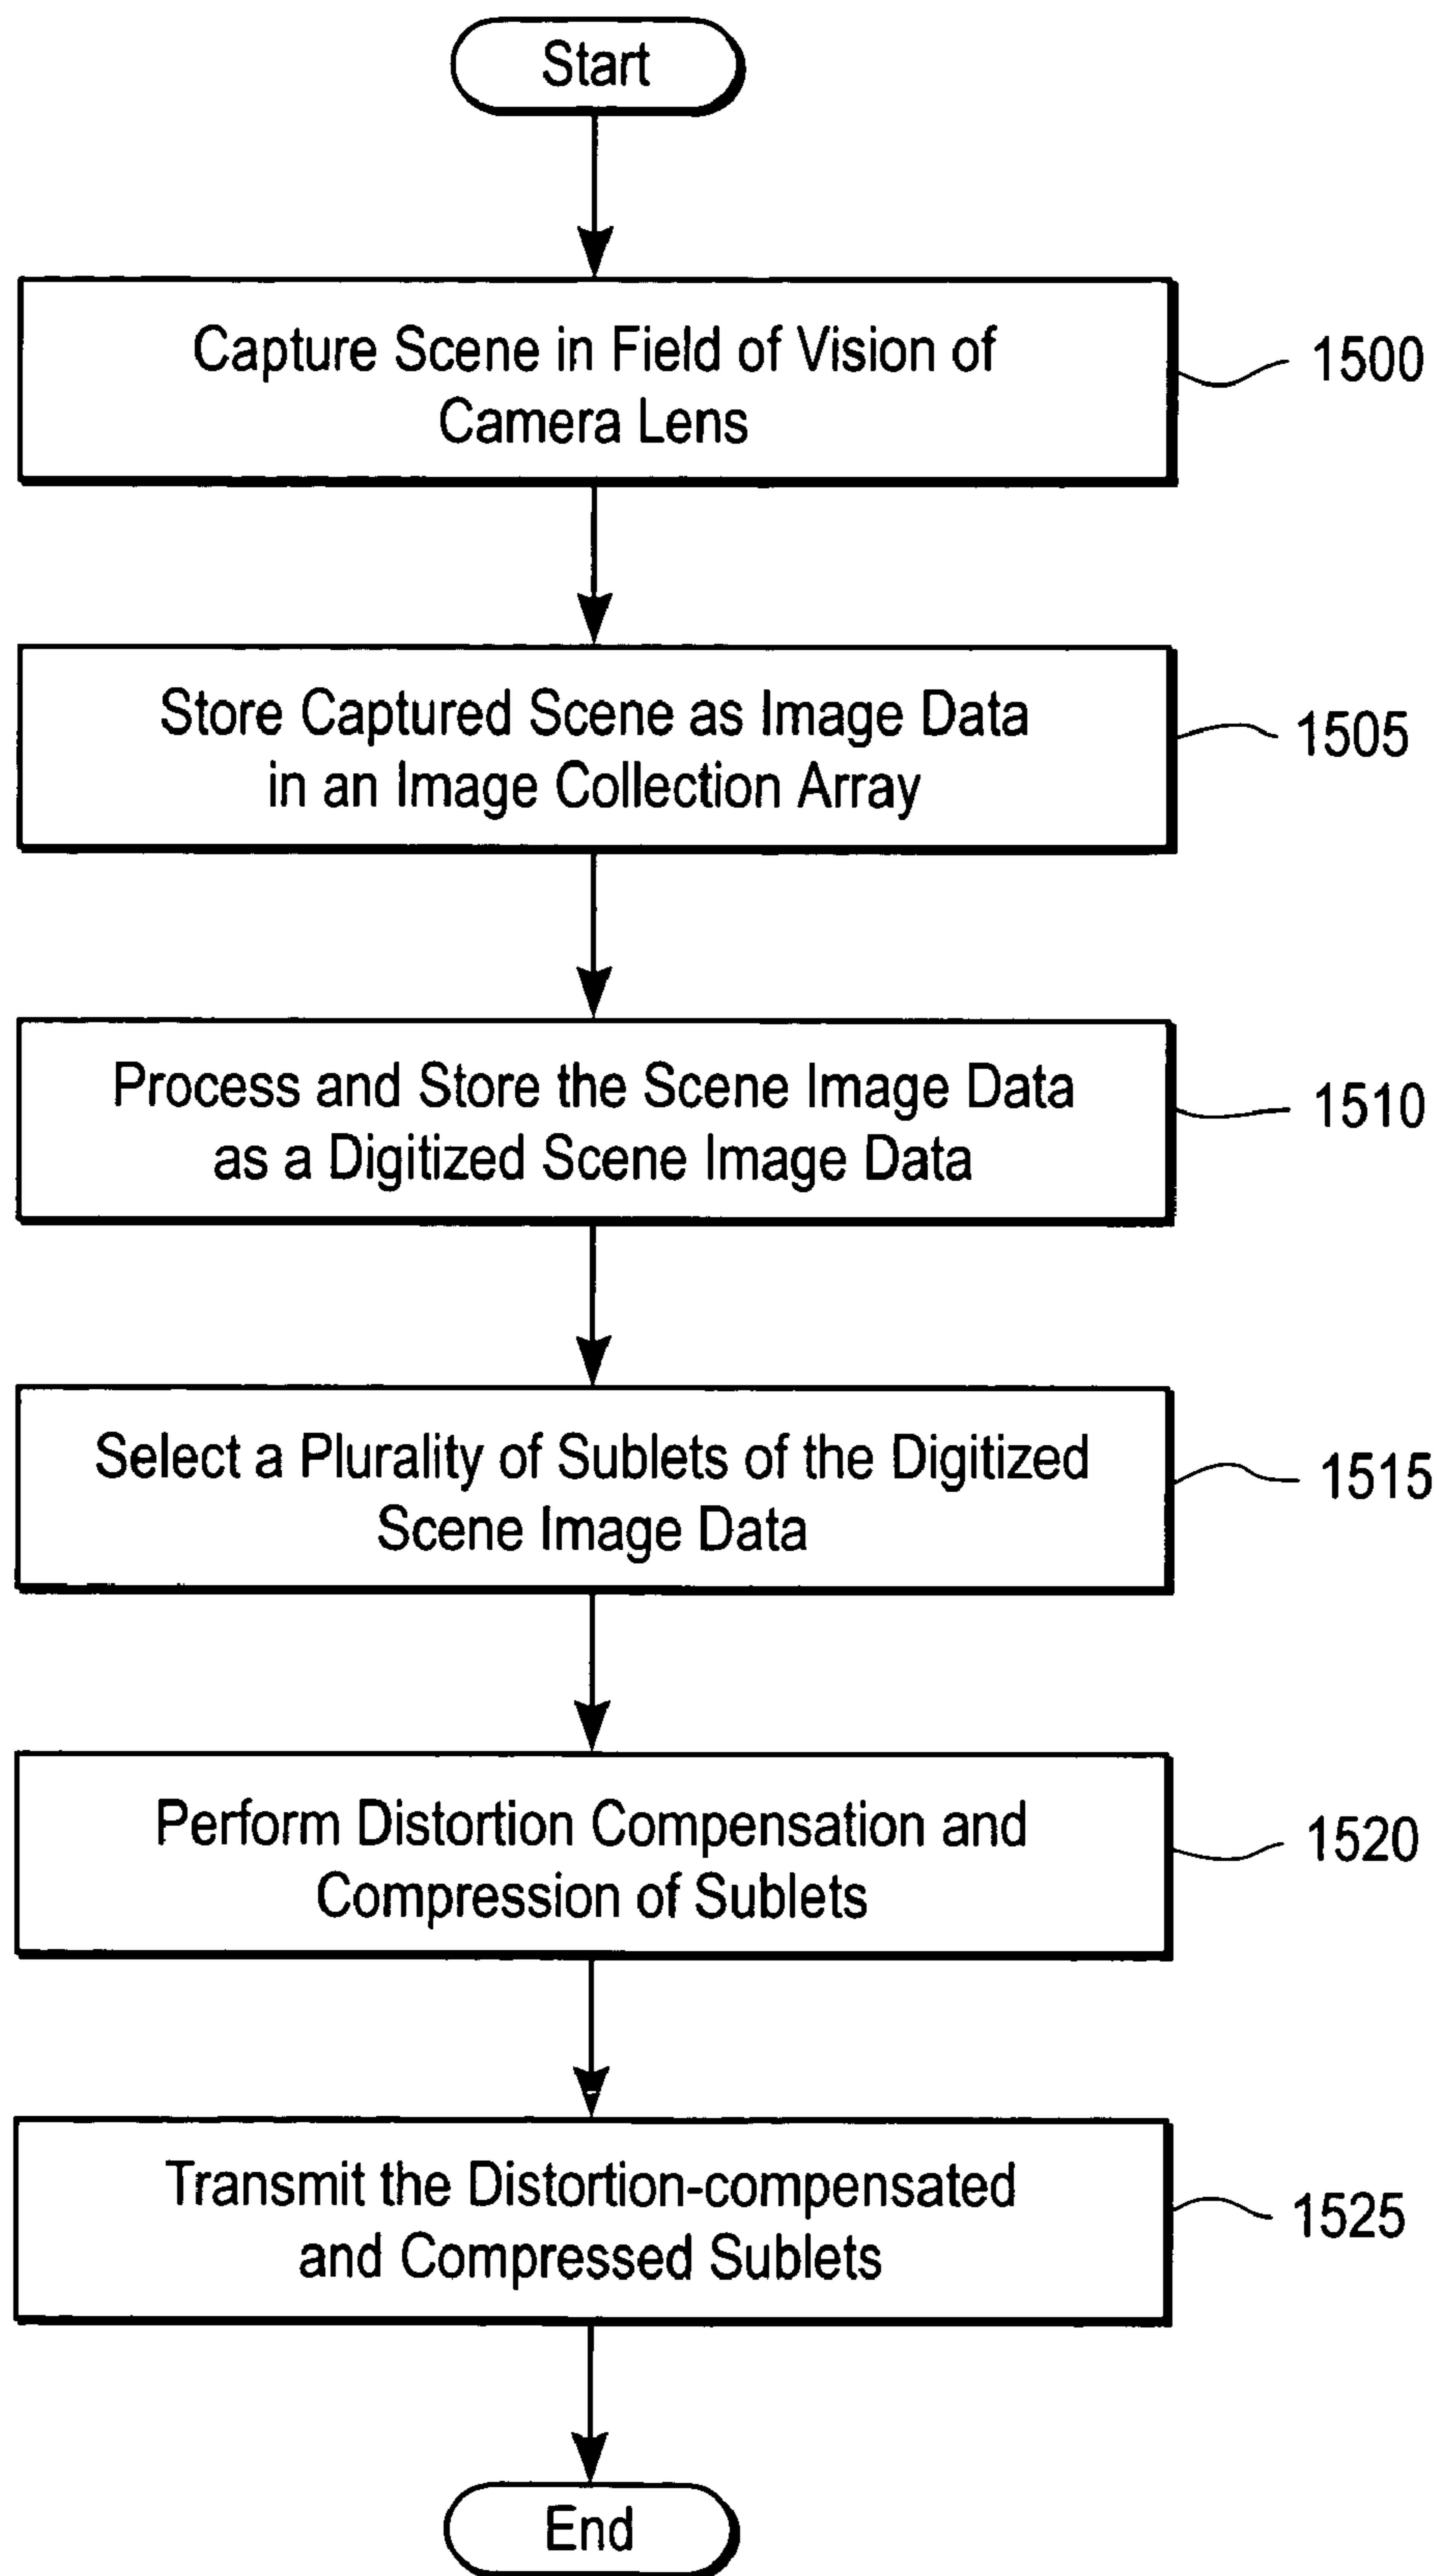 Start
Capture Scene in Field of Vision of
Camera Lens
1500
Store Captured Scene as Image Data
in an Image Collection Array
1505
Process and Store the Scene Image Data
as a Digitized Scene Image Data
1510
Select a Plurality of Sublets of the Digitized
Scene Image Data
1515
Perform Distortion Compensation and
Compression of Sublets
1520
Transmit the Distortion-compensated
and Compressed Sublets
1525
End